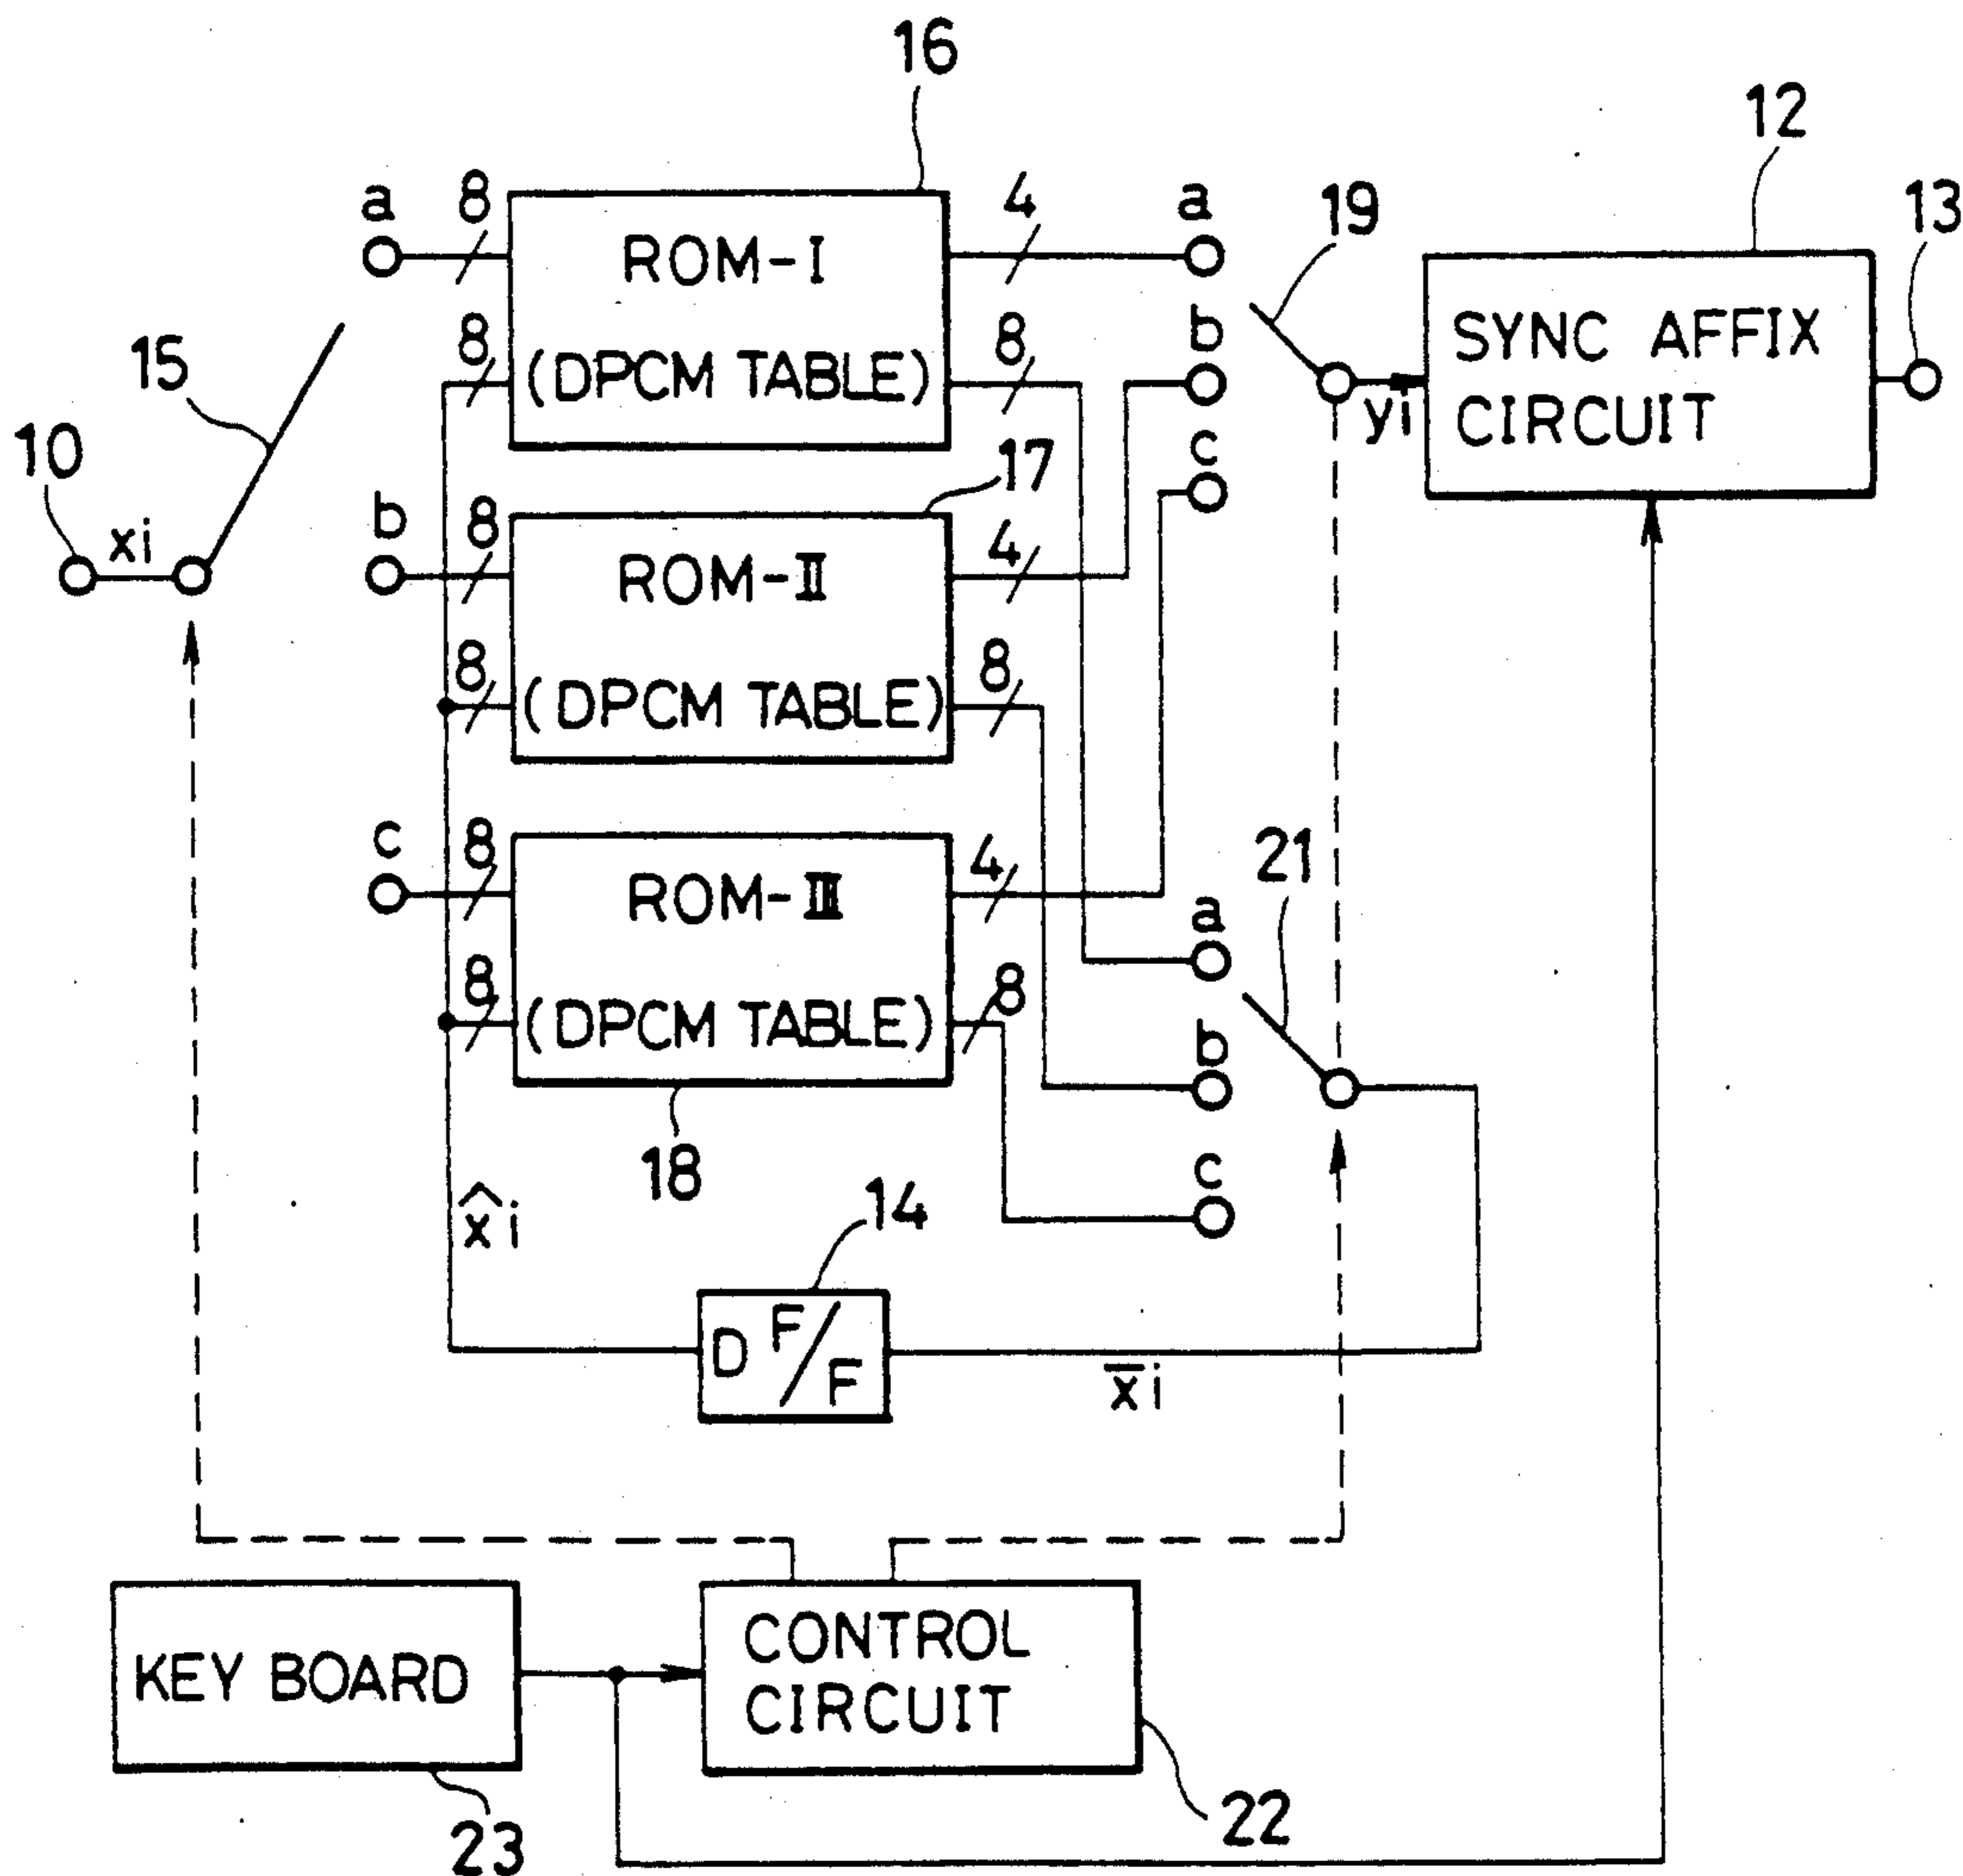 16
12
a
8
4
a
19
13
ROM-I
15
8
(DPCM TABLE)
8
b
SYNC AFFIX
CIRCUIT
yi
10
xi
c
17
b
8
4
ROM-II
8
(DPCM TABLE)
8
c
8
4
ROM-III
21
a
8
(DPCM TABLE)
8
b
18
c
x̂i
14
D F/F
x̄i
KEY BOARD
CONTROL
CIRCUIT
23
22